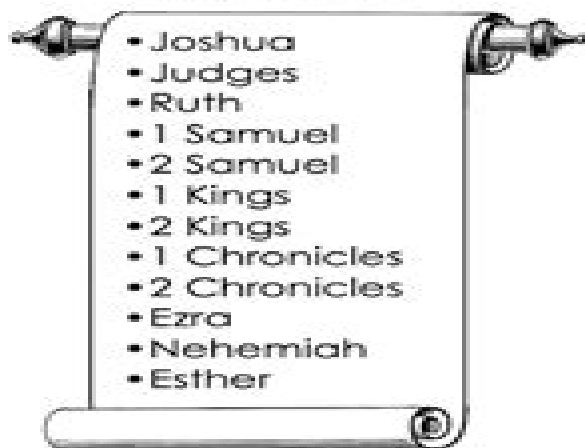 • Joshua
• Judges
• Ruth
• 1 Samuel
• 2 Samuel
• 1 Kings
• 2 Kings
• 1 Chronicles
• 2 Chronicles
• Ezra
• Nehemiah
• Esther